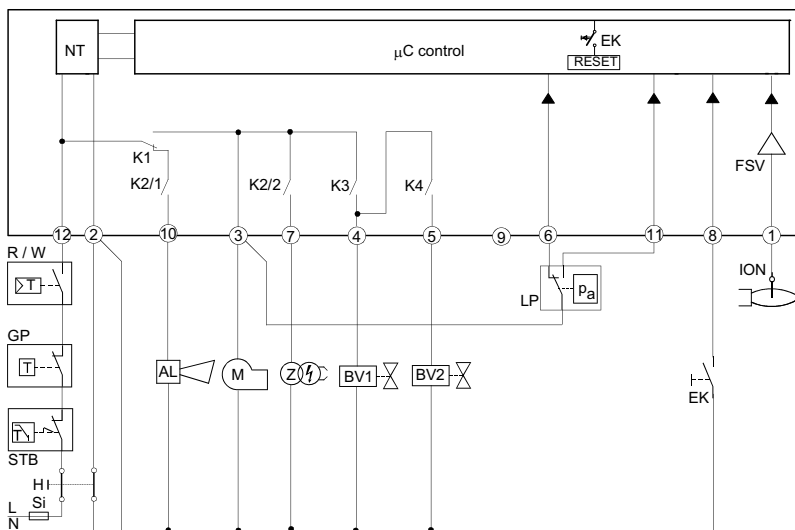 NT
µC control
EK
RESET
K1
K2/1
K2/2
K3
K4
FSV
12
2
10
3
7
4
5
9
6
11
8
1
R / W
T
LP
pa
ION
GP
T
AL
M
Z
BV1
BV2
EK
T
STB
H
Si
L
N